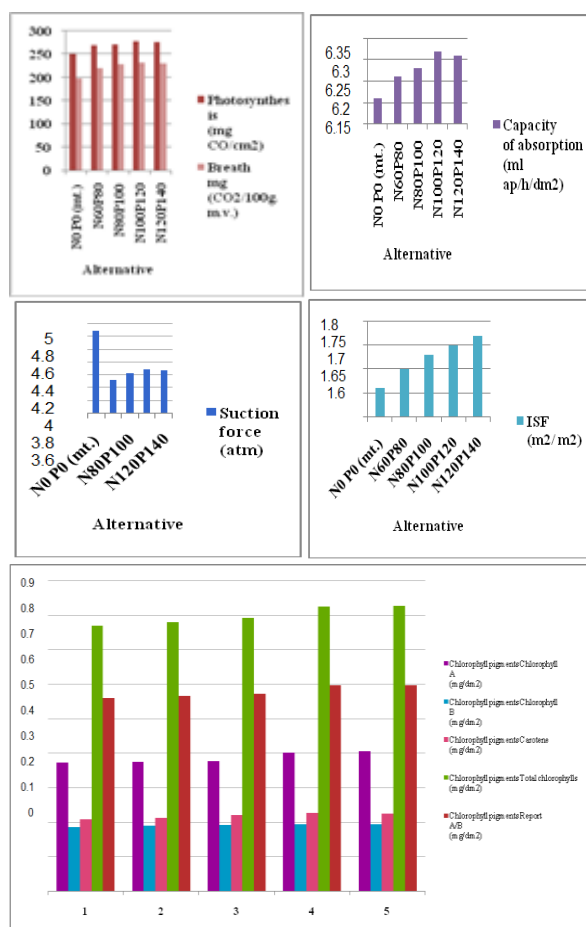 300
250
200
150
100
50
0
N0 P0 (mt.)
N60P80
N80P100
N100P120
N120P140
Alternative
Photosynthes
is
(mg
CO/cm2)
Breath
mg
(CO2/100g
m.v.)
6.35
6.3
6.25
6.2
6.15
N0 P0 (mt.)
N60P80
N80P100
N100P120
N120P140
Alternative
Capacity
of absorption
(ml
ap/h/dm2)
5
4.8
4.6
4.4
4.2
4
3.8
3.6
N0 P0 (mt.)
N80P100
N120P140
Alternative
Suction
force
(atm)
1.8
1.75
1.7
1.65
1.6
N0 P0 (mt.)
N60P80
N80P100
N100P120
N120P140
Alternative
ISF
(m2/m2)
0.9
0.8
0.7
0.6
0.5
0.4
0.3
0.2
0.1
0
1 2 3 4 5
Chlorophyll pigments Chlorophyll
A
(mg/dm2)
Chlorophyll pigments Chlorophyll
B
(mg/dm2)
Chlorophyll pigments Carotens
(mg/dm2)
Chlorophyll pigments Total chlorophylls
(mg/dm2)
Chlorophyll pigments Report
A/B
(mg/dm2)